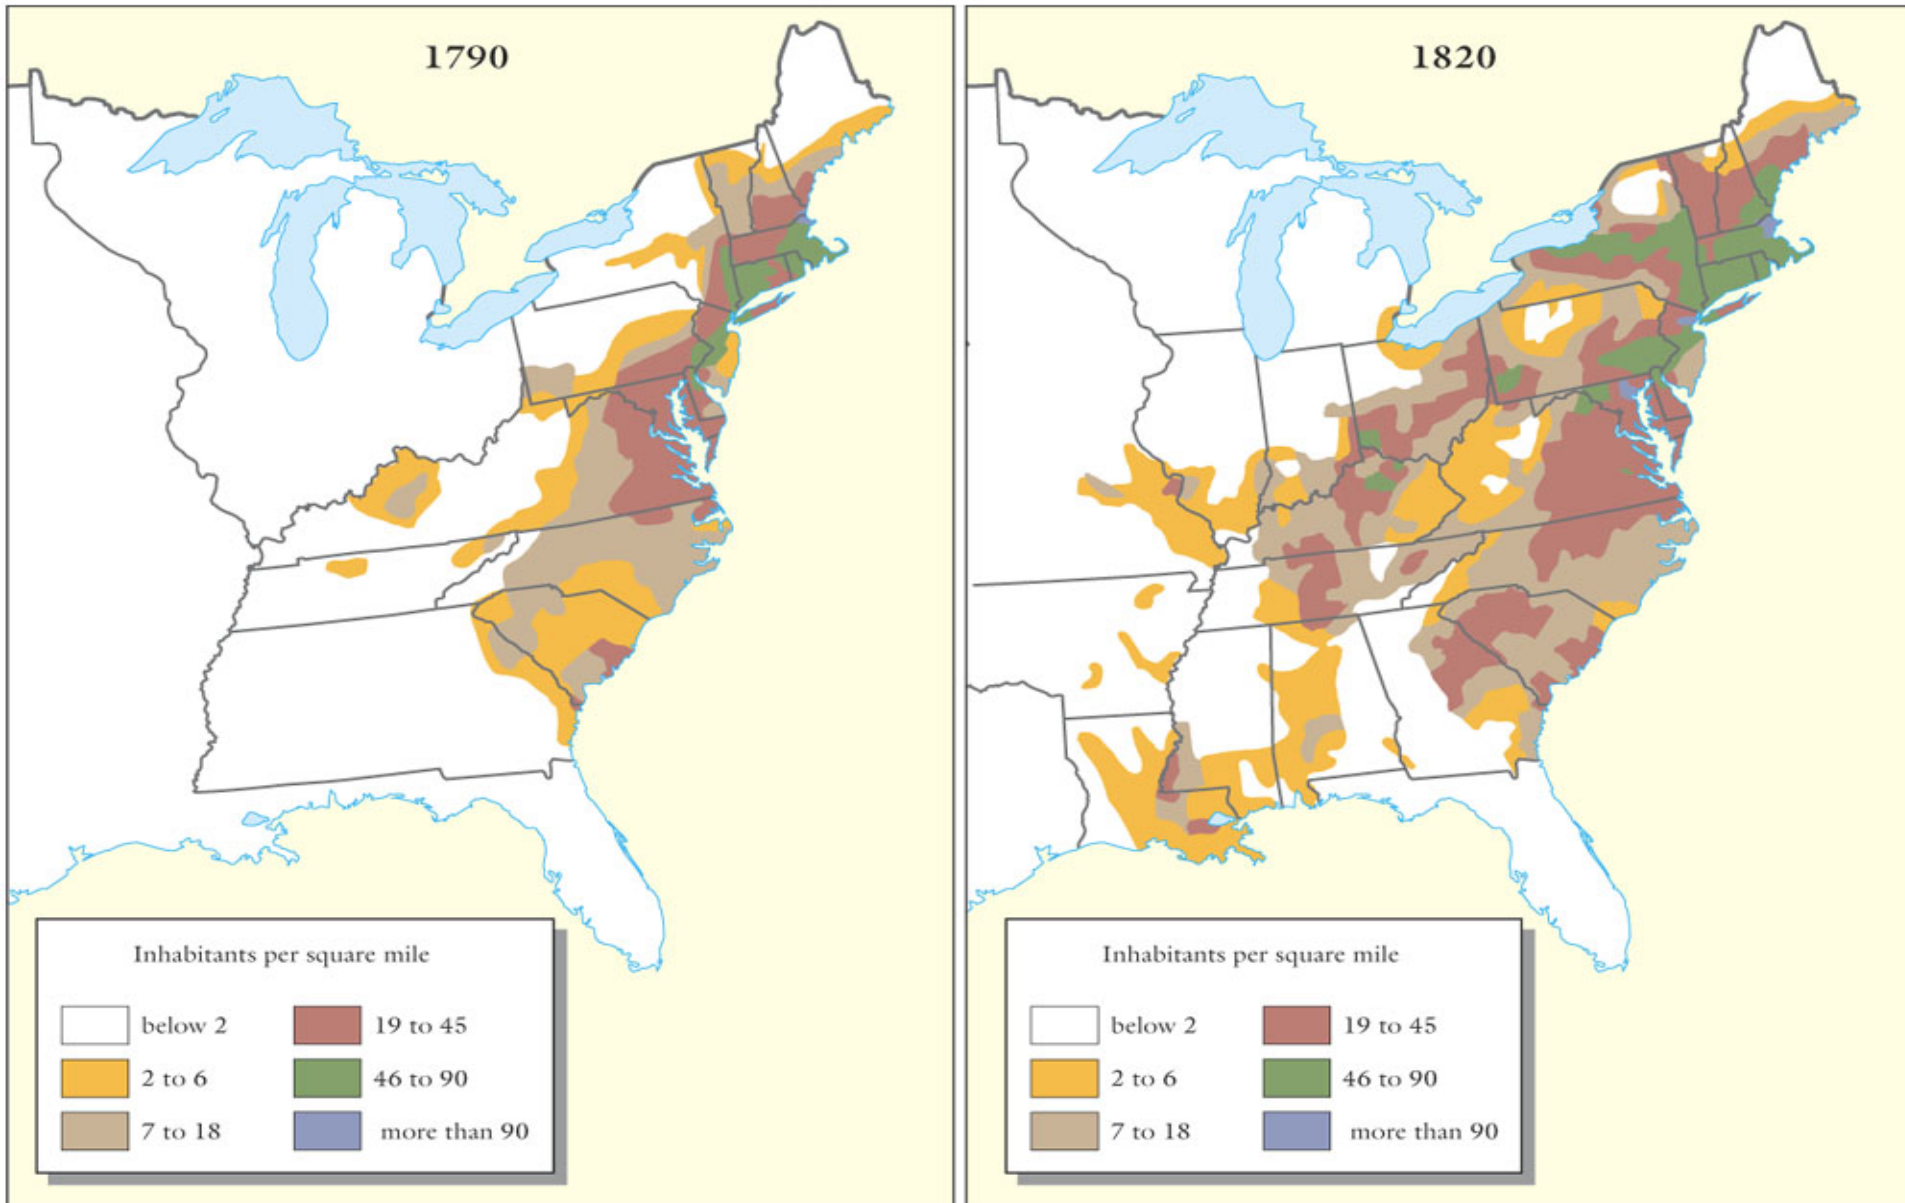 1790
Inhabitants per square mile
below 2
19 to 45
2 to 6
46 to 90
7 to 18
more than 90
1820
Inhabitants per square mile
below 2
19 to 45
2 to 6
46 to 90
7 to 18
more than 90